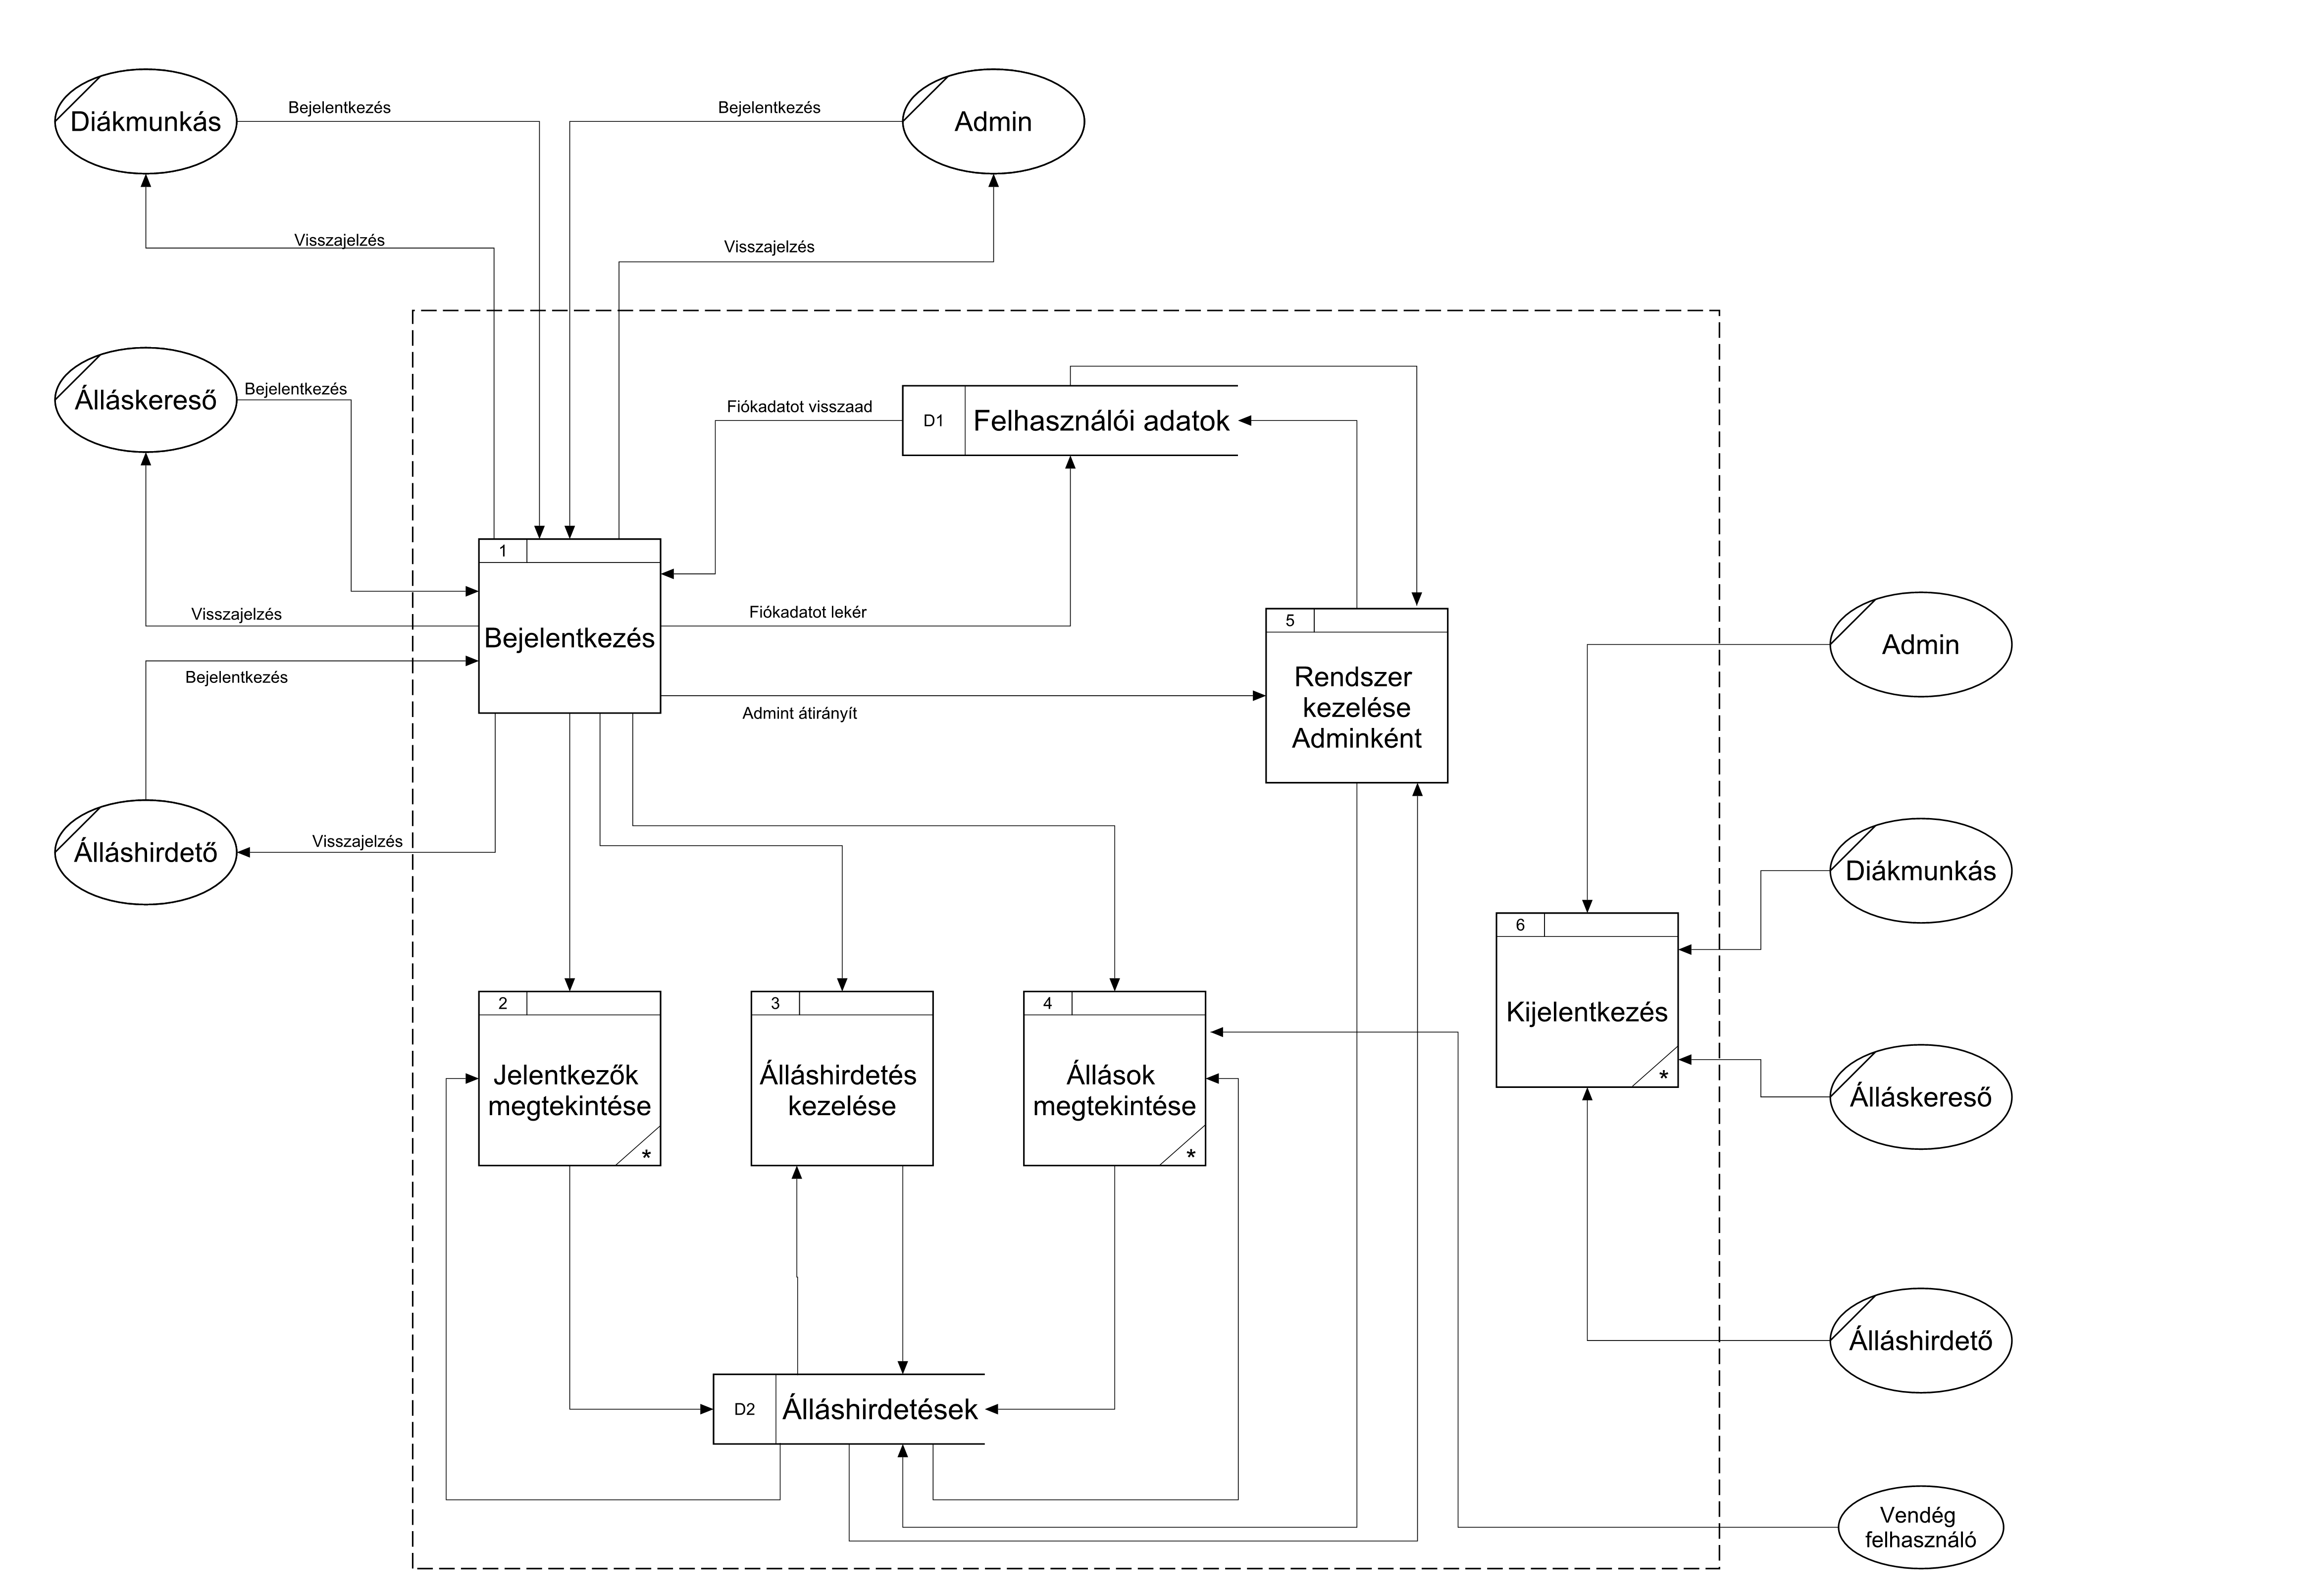 Diákmunkás
Bejelentkezés
Bejelentkezés
Admin
Visszajelzés
Visszajelzés
Álláskereső
Bejelentkezés
Fiókadatot visszaad
D1
Felhasználói adatok
1
Bejelentkezés
Visszajelzés
Fiókadatot lekér
Bejelentkezés
Admint átirányít
5
Rendszer
kezelése
Adminként
Admin
Álláshirdető
Visszajelzés
Diákmunkás
6
Kijelentkezés
*
2
Jelentkezők
megtekintése
*
3
Álláshirdetés
kezelése
4
Állások
megtekintése
*
Álláskereső
Álláshirdető
D2
Álláshirdetések
Vendég
felhasználó